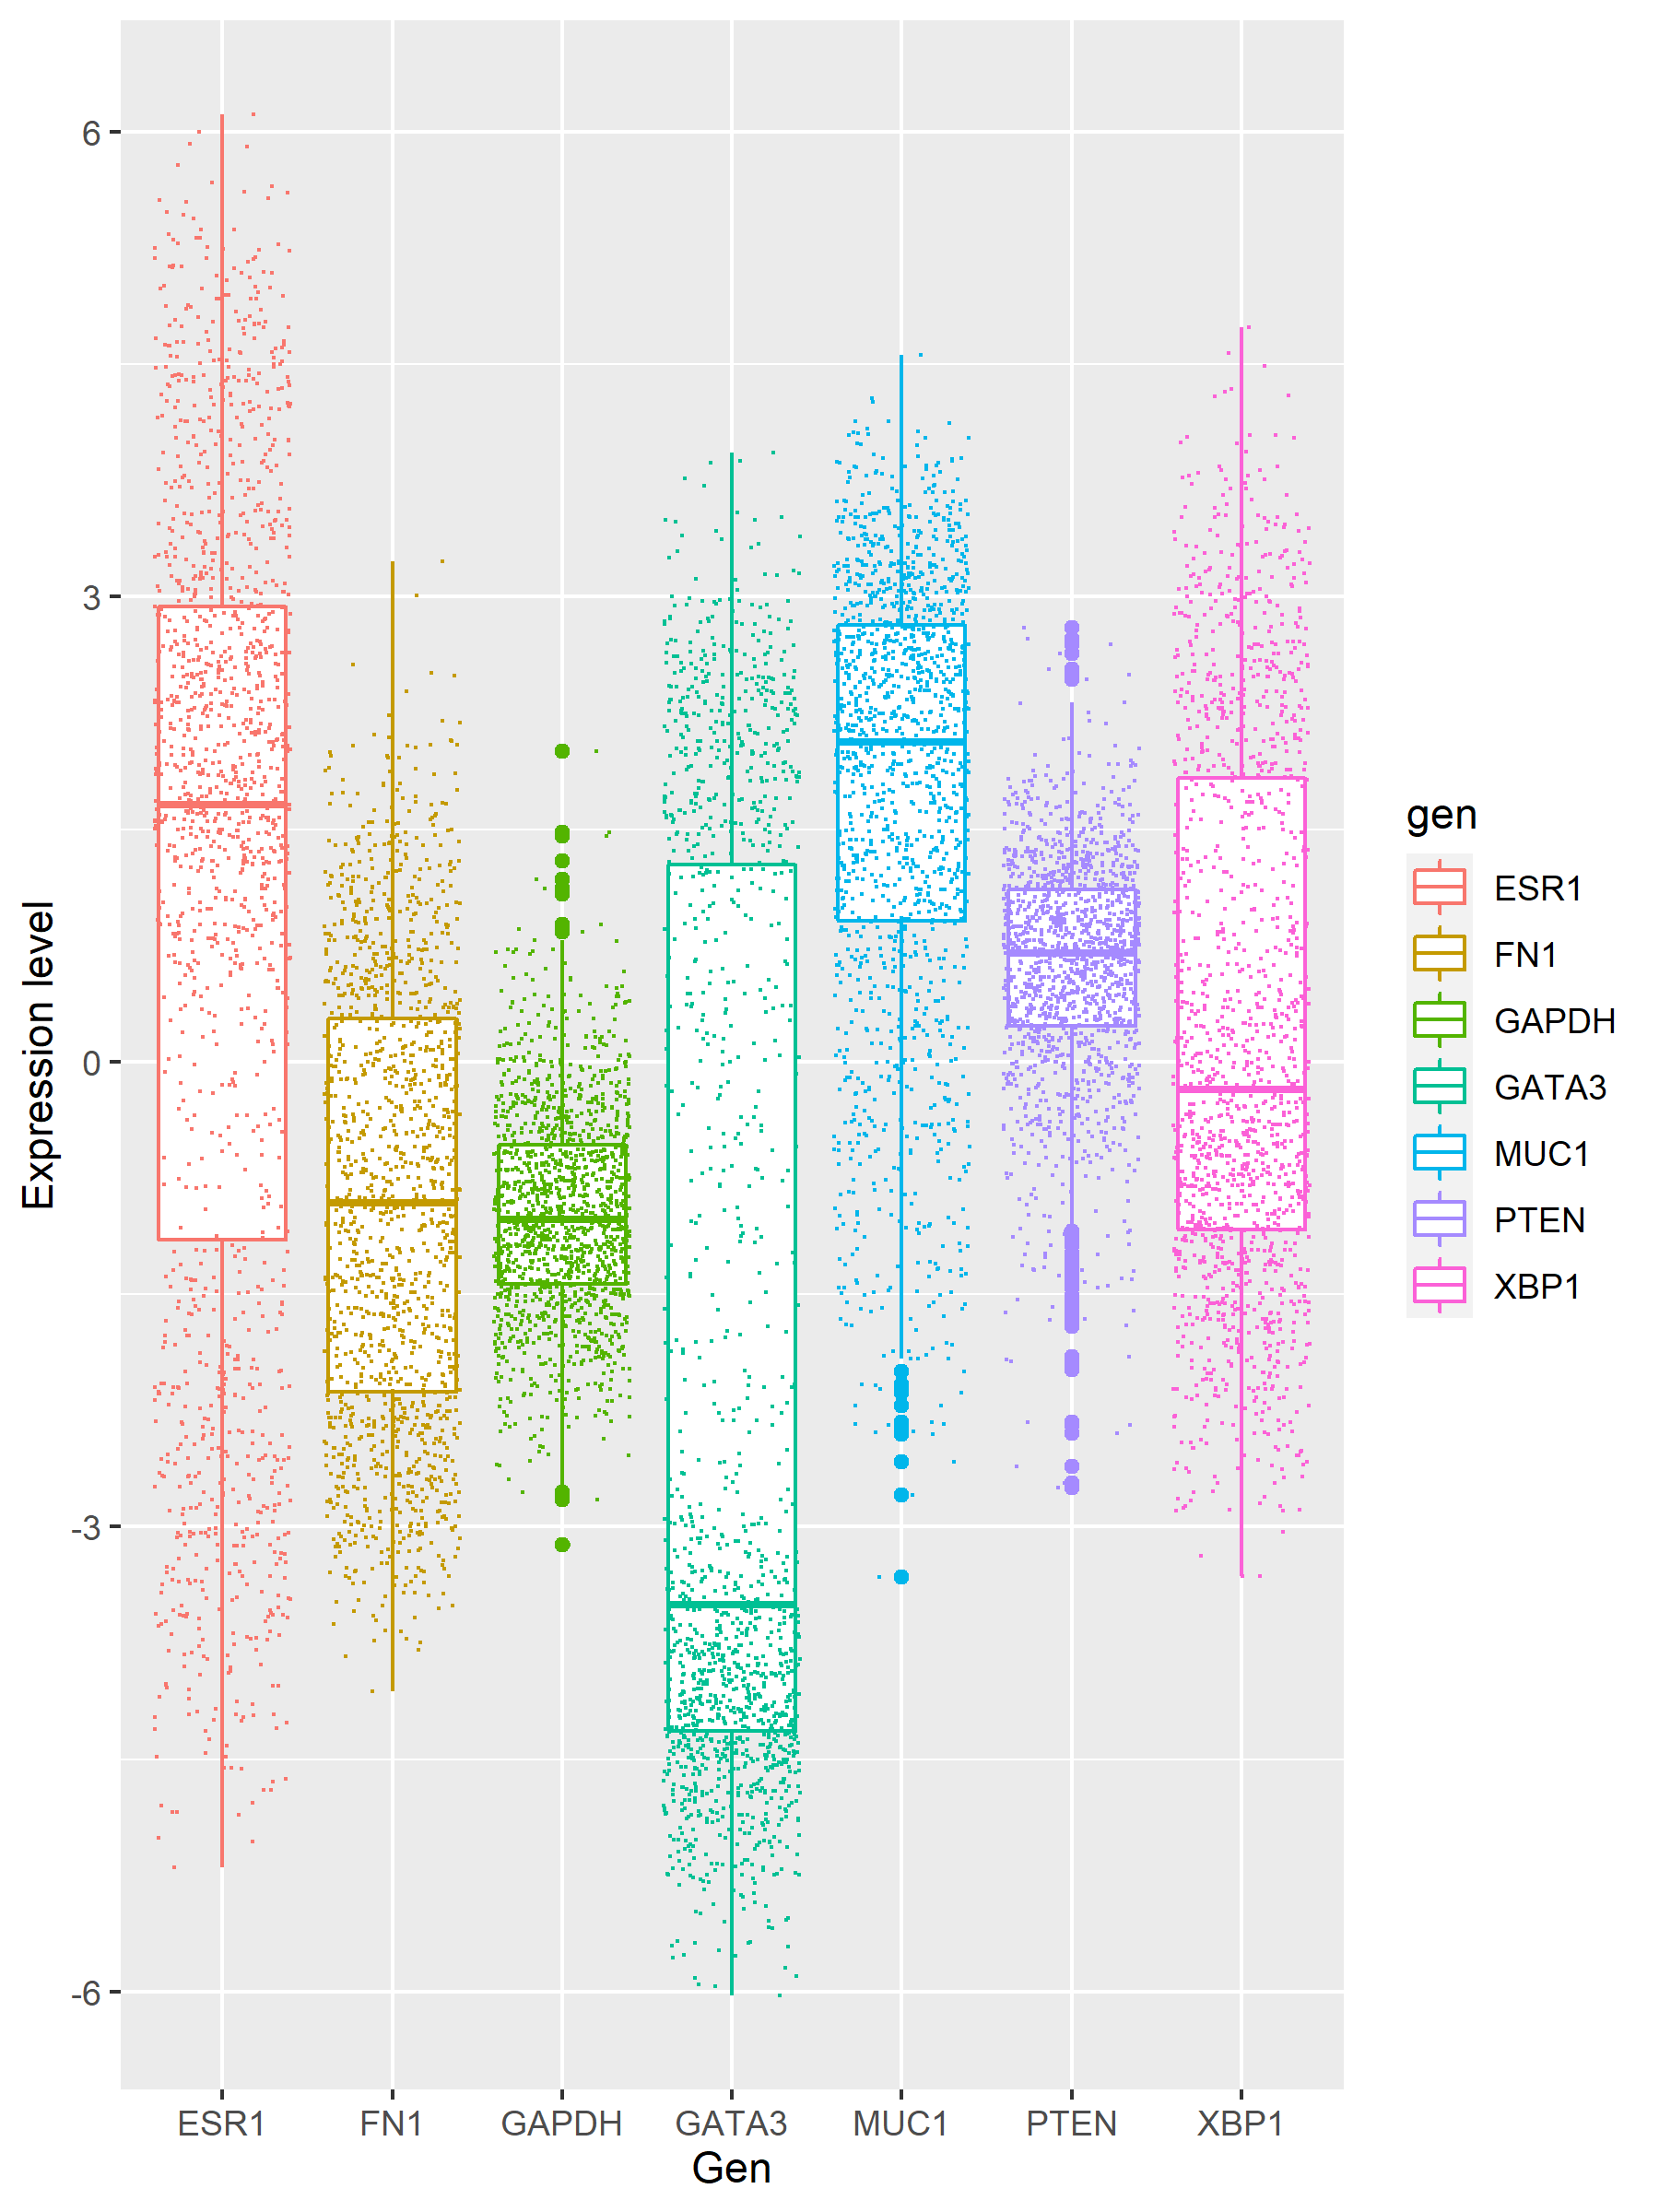 6
3
0
-3
-6
Expression level
ESR1 FN1 GAPDH GATA3 MUC1 PTEN XBP1
Gen
gen
ESR1
FN1
GAPDH
GATA3
MUC1
PTEN
XBP1